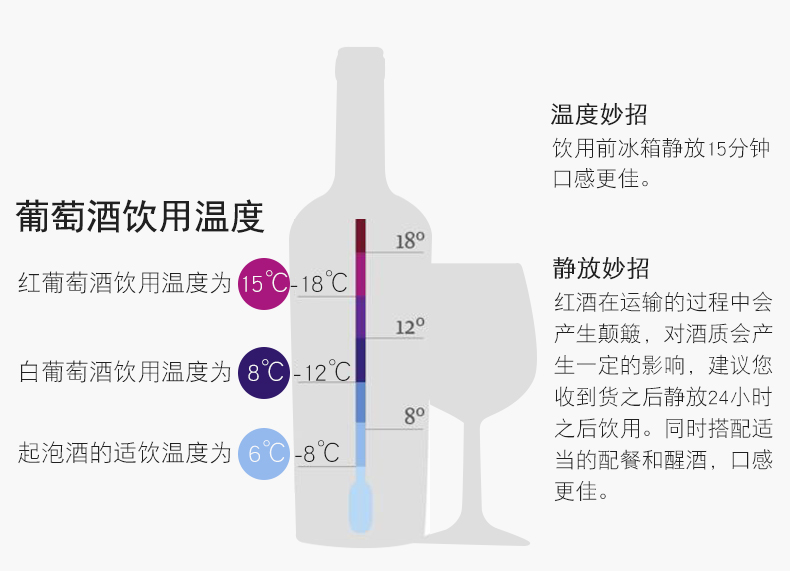 葡萄酒饮用温度
红葡萄酒饮用温度为 15℃-18℃
白葡萄酒饮用温度为 8℃-12℃
起泡酒的适饮温度为 6℃-8℃
18º
12º
8º
温度妙招
饮用前冰箱静放15分钟
口感更佳。
静放妙招
红酒在运输的过程中会
产生颠簸，对酒质会产
生一定的影响，建议您
收到货之后静放24小时
之后饮用。同时搭配适
当的配餐和醒酒，口感
更佳。